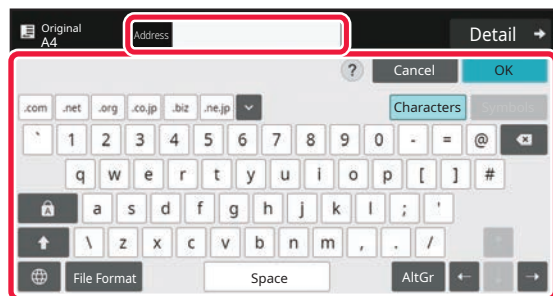 Original
A4
Address
Detail →
? Cancel OK
.com .net .org .co.jp .biz .ne.jp Characters Symbols
` 1 2 3 4 5 6 7 8 9 0 - = @
q w e r t y u i o p [ ] #
A a s d f g h j k l ; '
\ z x c v b n m , . /
File Format Space AltGr ← ↓ →